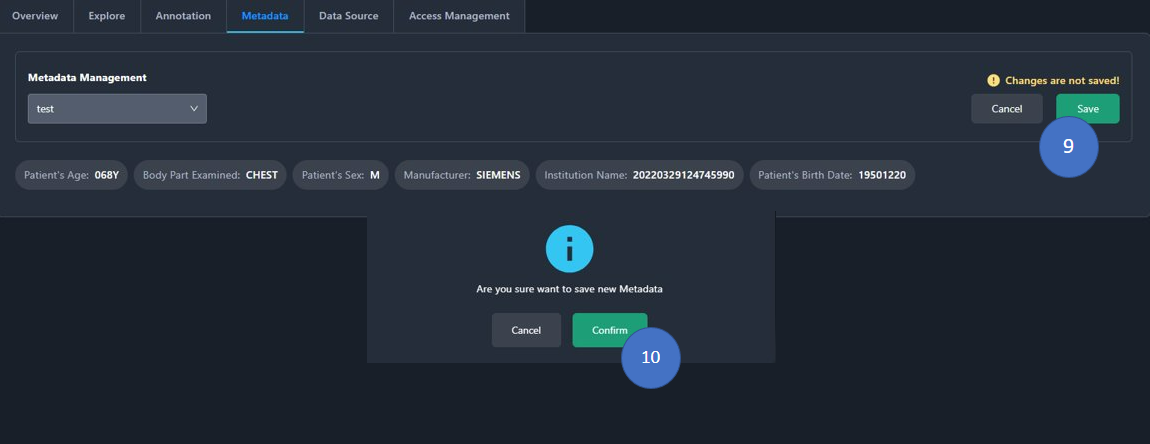 Overview Explore Annotation Metadata Data Source Access Management
Metadata Management
! Changes are not saved!
test
Cancel Save
9
Patient's Age: 068Y Body Part Examined: CHEST Patient's Sex: M Manufacturer: SIEMENS Institution Name: 20220329124745990 Patient's Birth Date: 19501220
i
Are you sure want to save new Metadata
Cancel Confirm
10